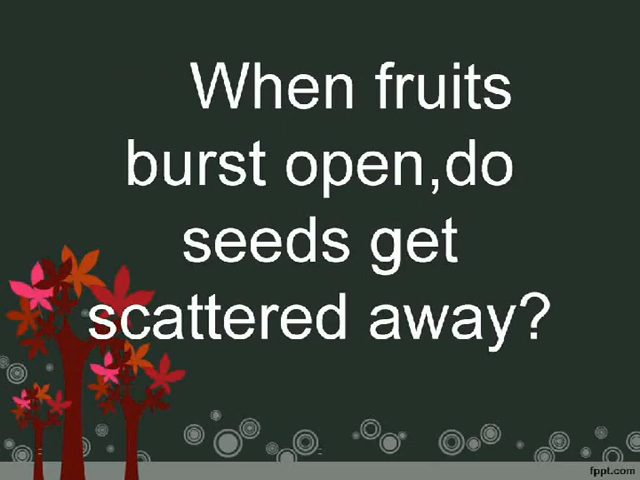 When fruits
burst open,do
seeds get
scattered away?
fppt.com